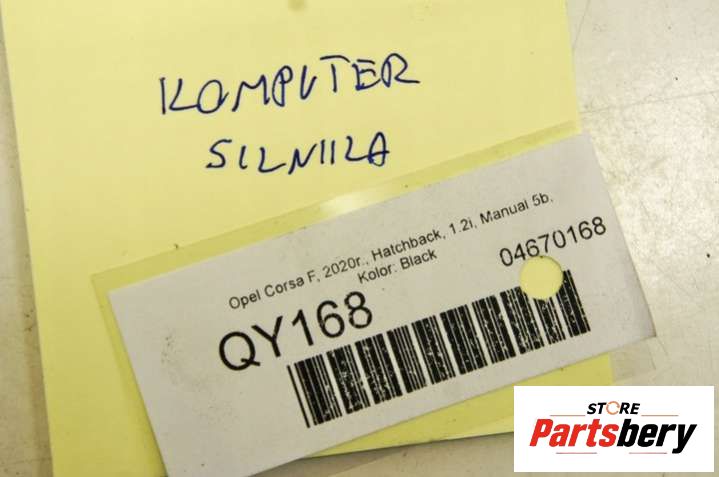 KOMPUTER
SILNIKA
Opel Corsa F, 2020r., Hatchback, 1.2i, Manual 5b,
Kolor: Black
QY168
04670168
STORE
Partsbery